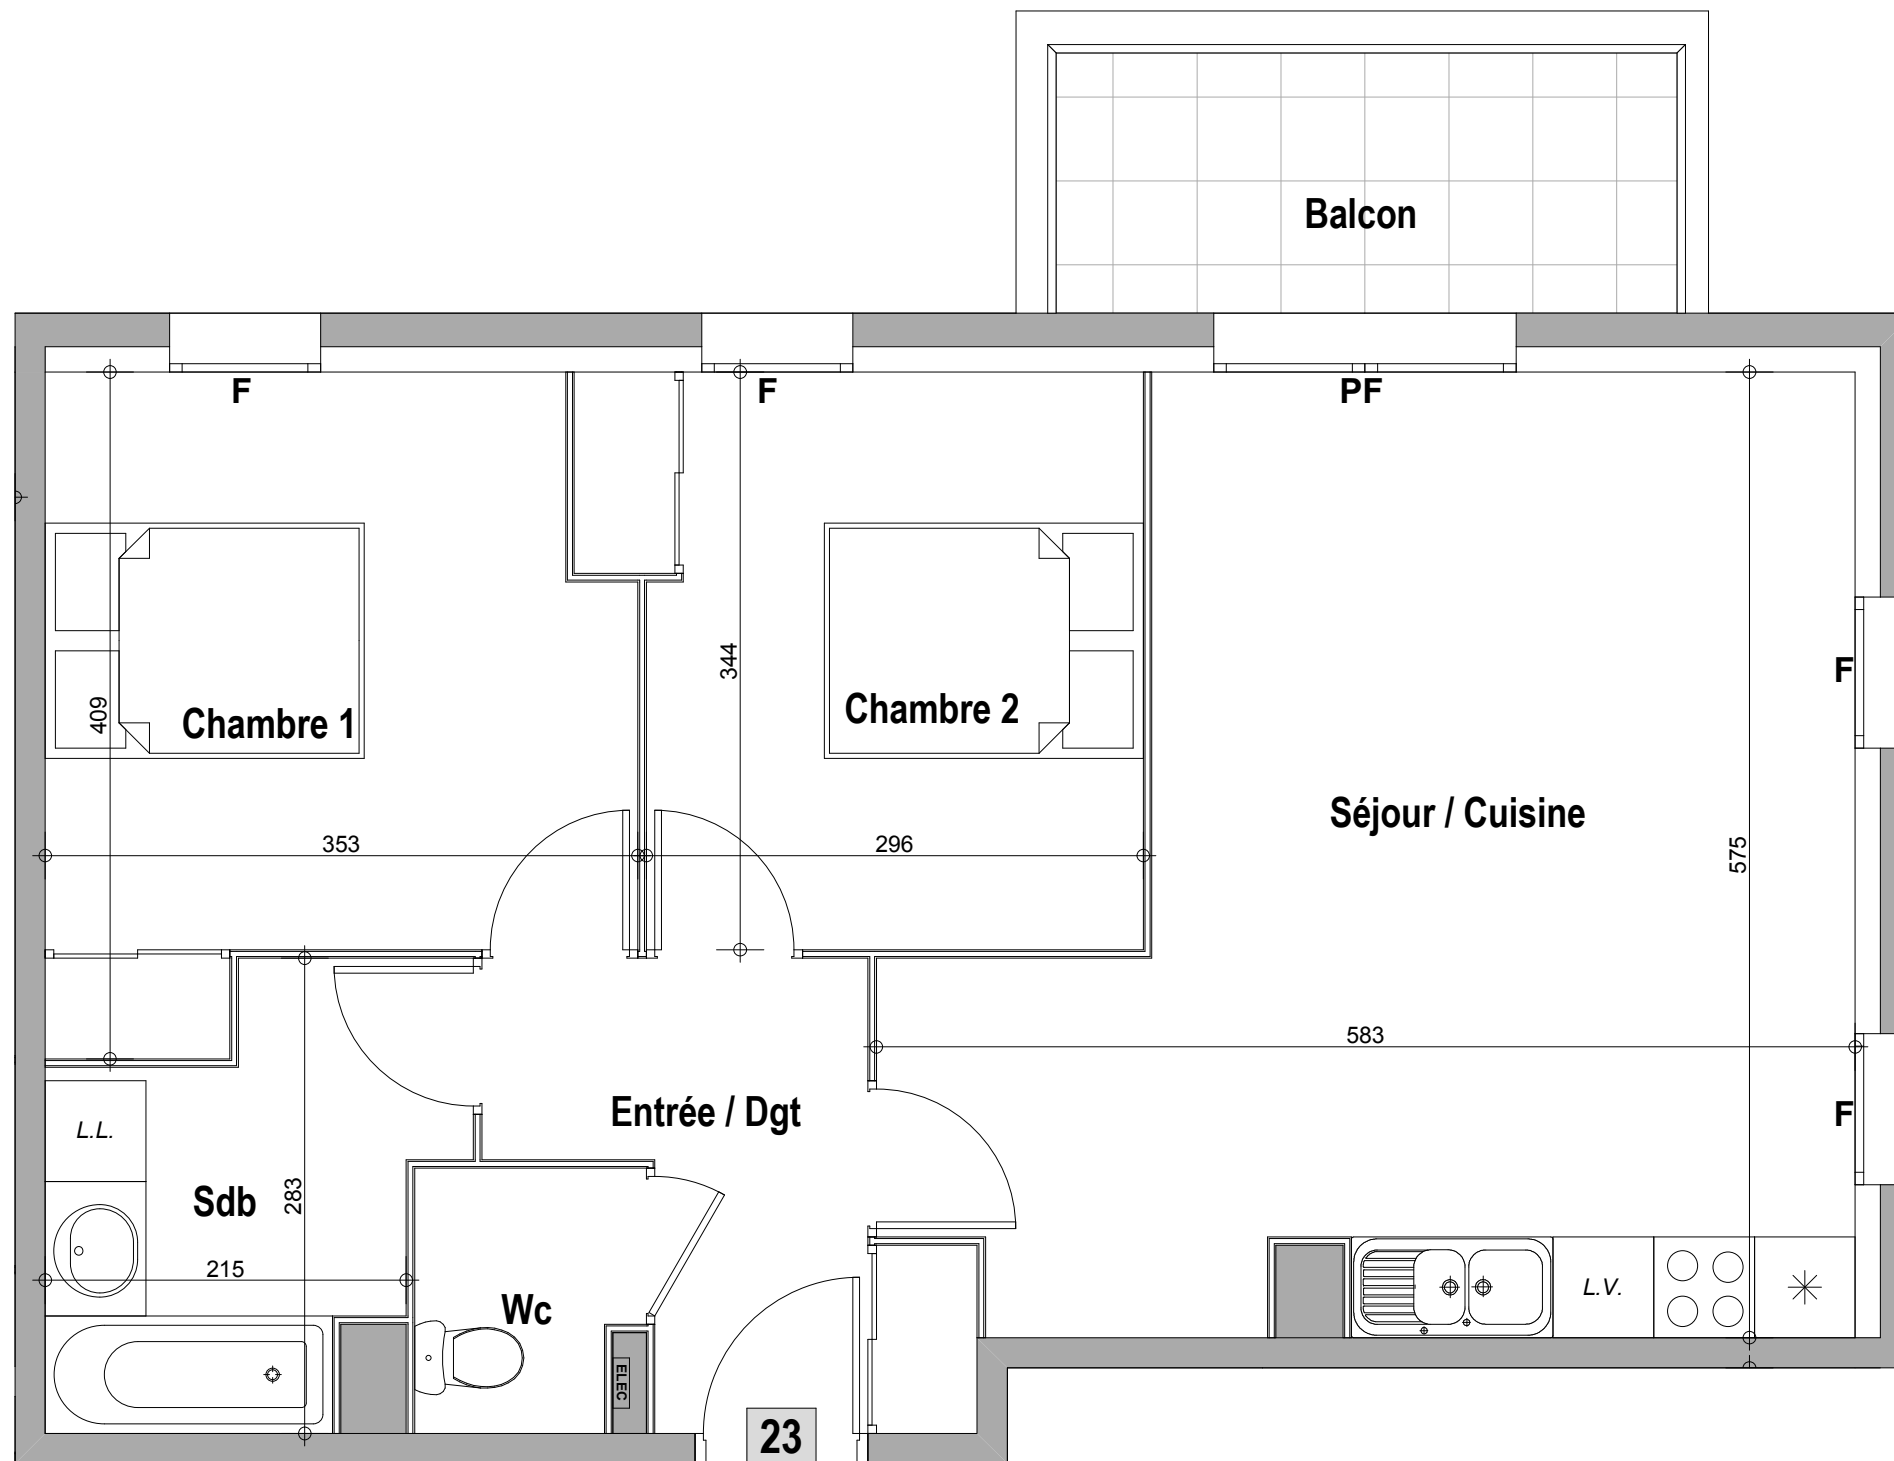 Balcon
F
F
PF
344
F
409
Chambre 1
Chambre 2
Séjour / Cuisine
353
296
575
583
Entrée / Dgt
F
L.L.
Sdb
283
215
Wc
L.V.
ELEC
23